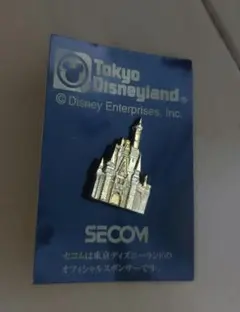 Tokyo
Disneyland®
© Disney Enterprises, Inc.
SECOM
セコムは東京ディズニーランドの
オフィシャルスポンサーです。